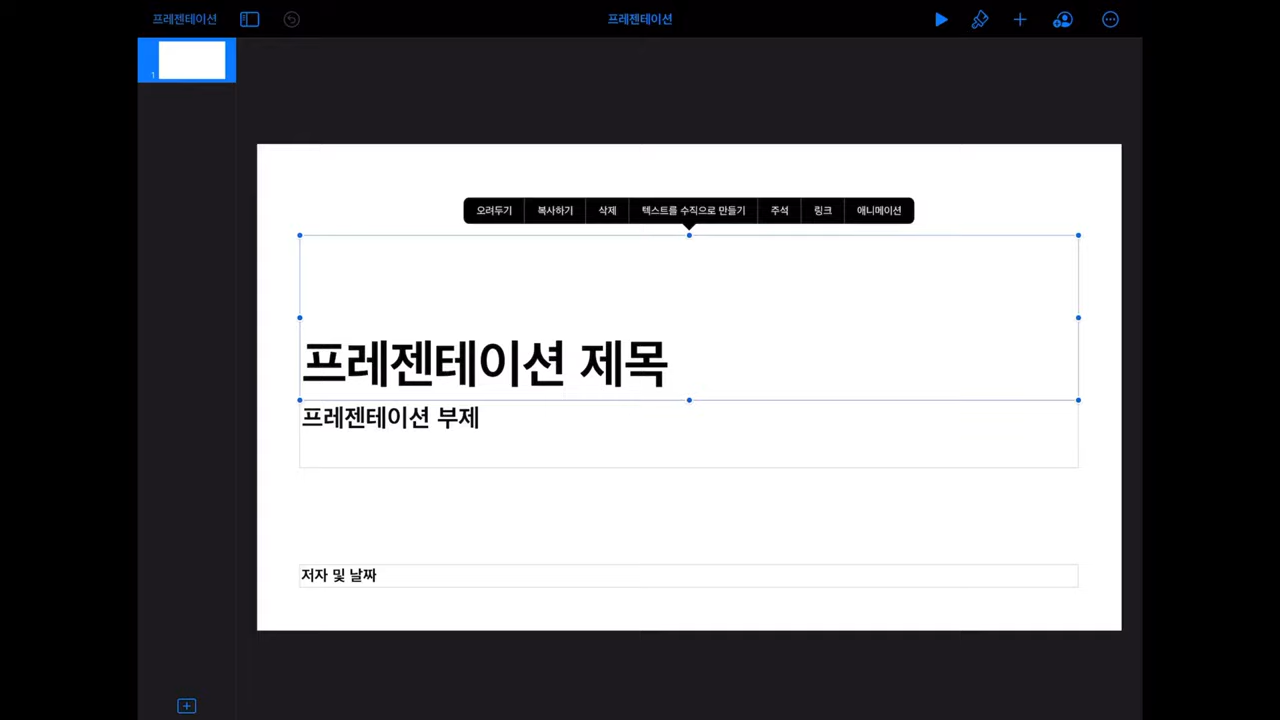 프레젠테이션
프레젠테이션
1
오려두기 복사하기 삭제 텍스트를 수직으로 만들기 주석 링크 애니메이션
프레젠테이션 제목
프레젠테이션 부제
저자 및 날짜